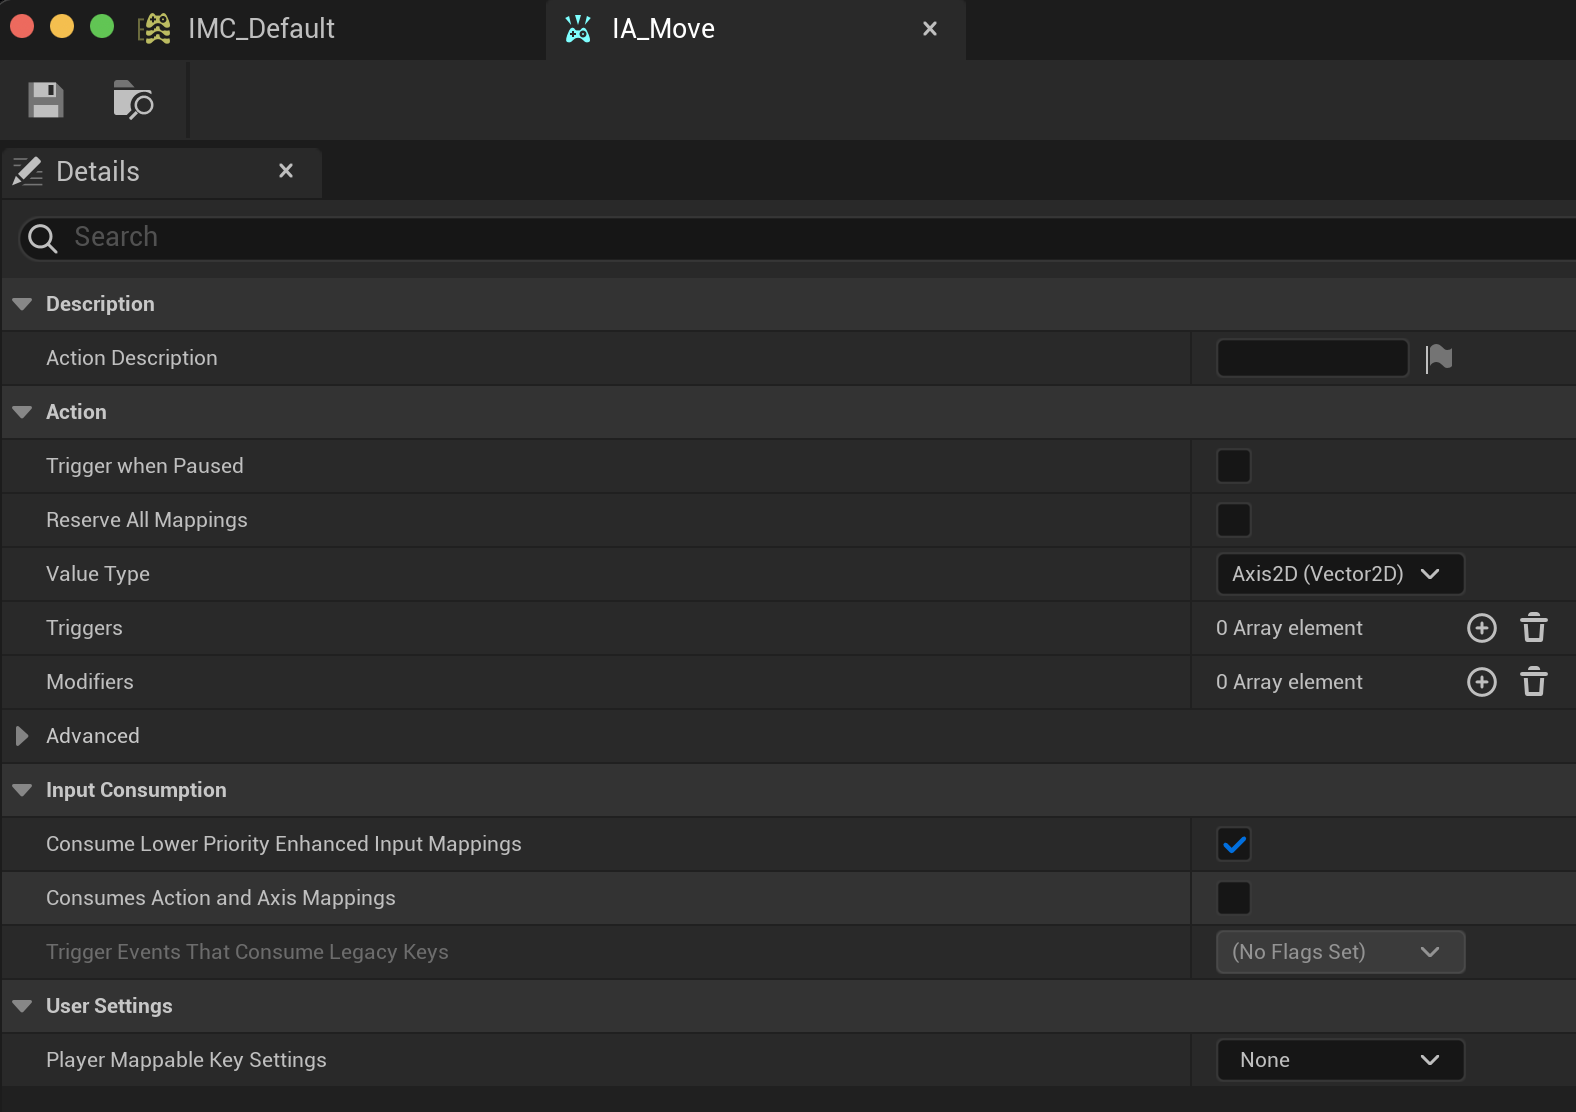 IMC_Default
IA_Move
Details
Search
Description
Action Description
Action
Trigger when Paused
Reserve All Mappings
Value Type Axis2D (Vector2D)
Triggers 0 Array element
Modifiers 0 Array element
Advanced
Input Consumption
Consume Lower Priority Enhanced Input Mappings
Consumes Action and Axis Mappings
Trigger Events That Consume Legacy Keys (No Flags Set)
User Settings
Player Mappable Key Settings None